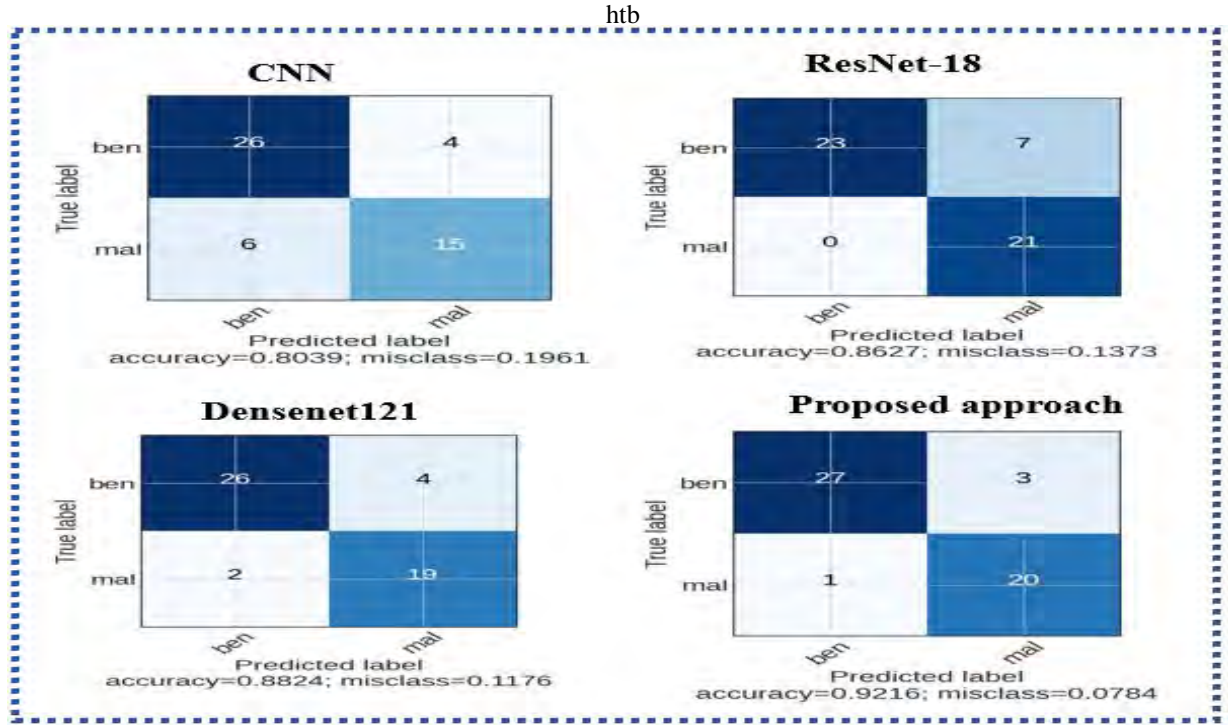 htb
CNN
ben
26
4
True label
mal
6
15
ben
mal
Predicted label
accuracy=0.8039; misclass=0.1961
ResNet-18
ben
23
7
True label
mal
0
21
ben
mal
Predicted label
accuracy=0.8627; misclass=0.1373
Densenet121
ben
26
4
True label
mal
2
19
ben
mal
Predicted label
accuracy=0.8824; misclass=0.1176
Proposed approach
ben
27
3
True label
mal
1
20
ben
mal
Predicted label
accuracy=0.9216; misclass=0.0784